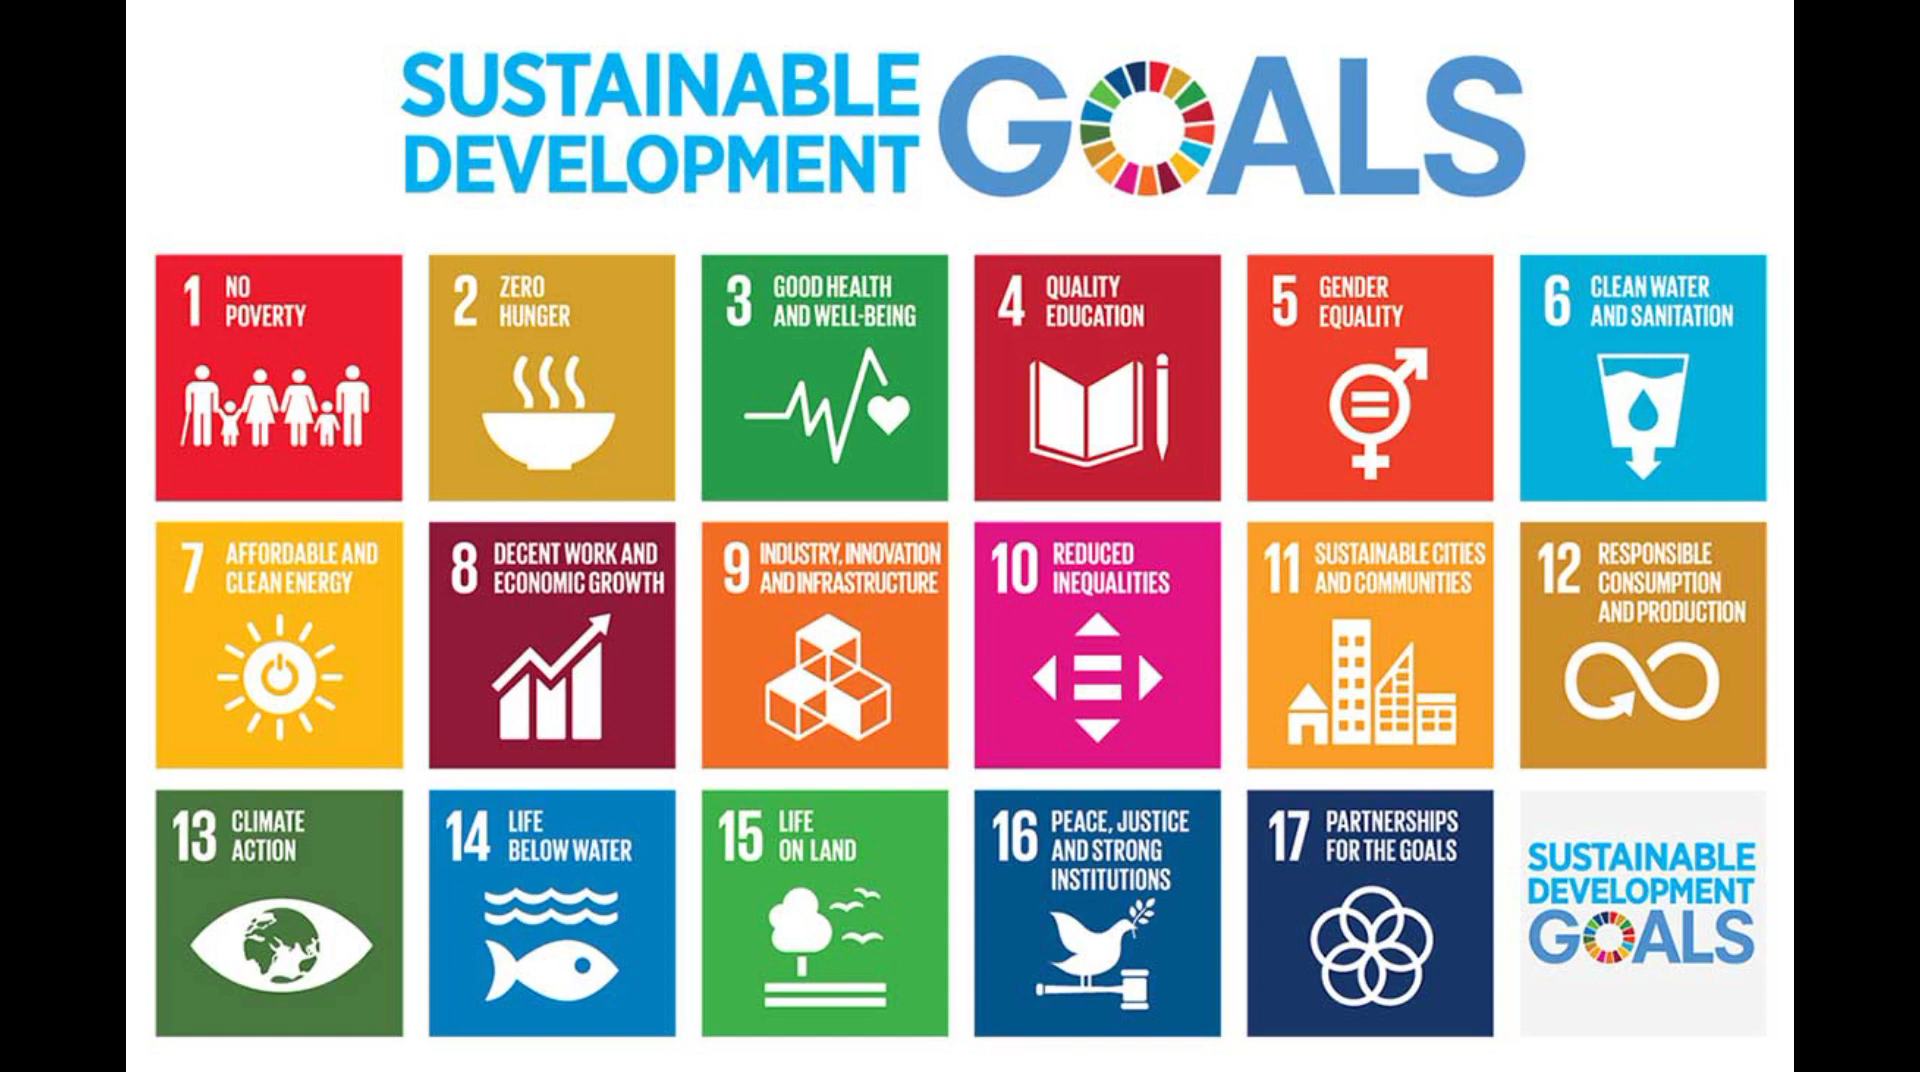 SUSTAINABLE
DEVELOPMENT
GOALS
1 NO
POVERTY
2 ZERO
HUNGER
3 GOOD HEALTH
AND WELL-BEING
4 QUALITY
EDUCATION
5 GENDER
EQUALITY
6 CLEAN WATER
AND SANITATION
7 AFFORDABLE AND
CLEAN ENERGY
8 DECENT WORK AND
ECONOMIC GROWTH
9 INDUSTRY, INNOVATION
AND INFRASTRUCTURE
10 REDUCED
INEQUALITIES
11 SUSTAINABLE CITIES
AND COMMUNITIES
12 RESPONSIBLE
CONSUMPTION
AND PRODUCTION
13 CLIMATE
ACTION
14 LIFE
BELOW WATER
15 LIFE
ON LAND
16 PEACE, JUSTICE
AND STRONG
INSTITUTIONS
17 PARTNERSHIPS
FOR THE GOALS
SUSTAINABLE
DEVELOPMENT
GOALS